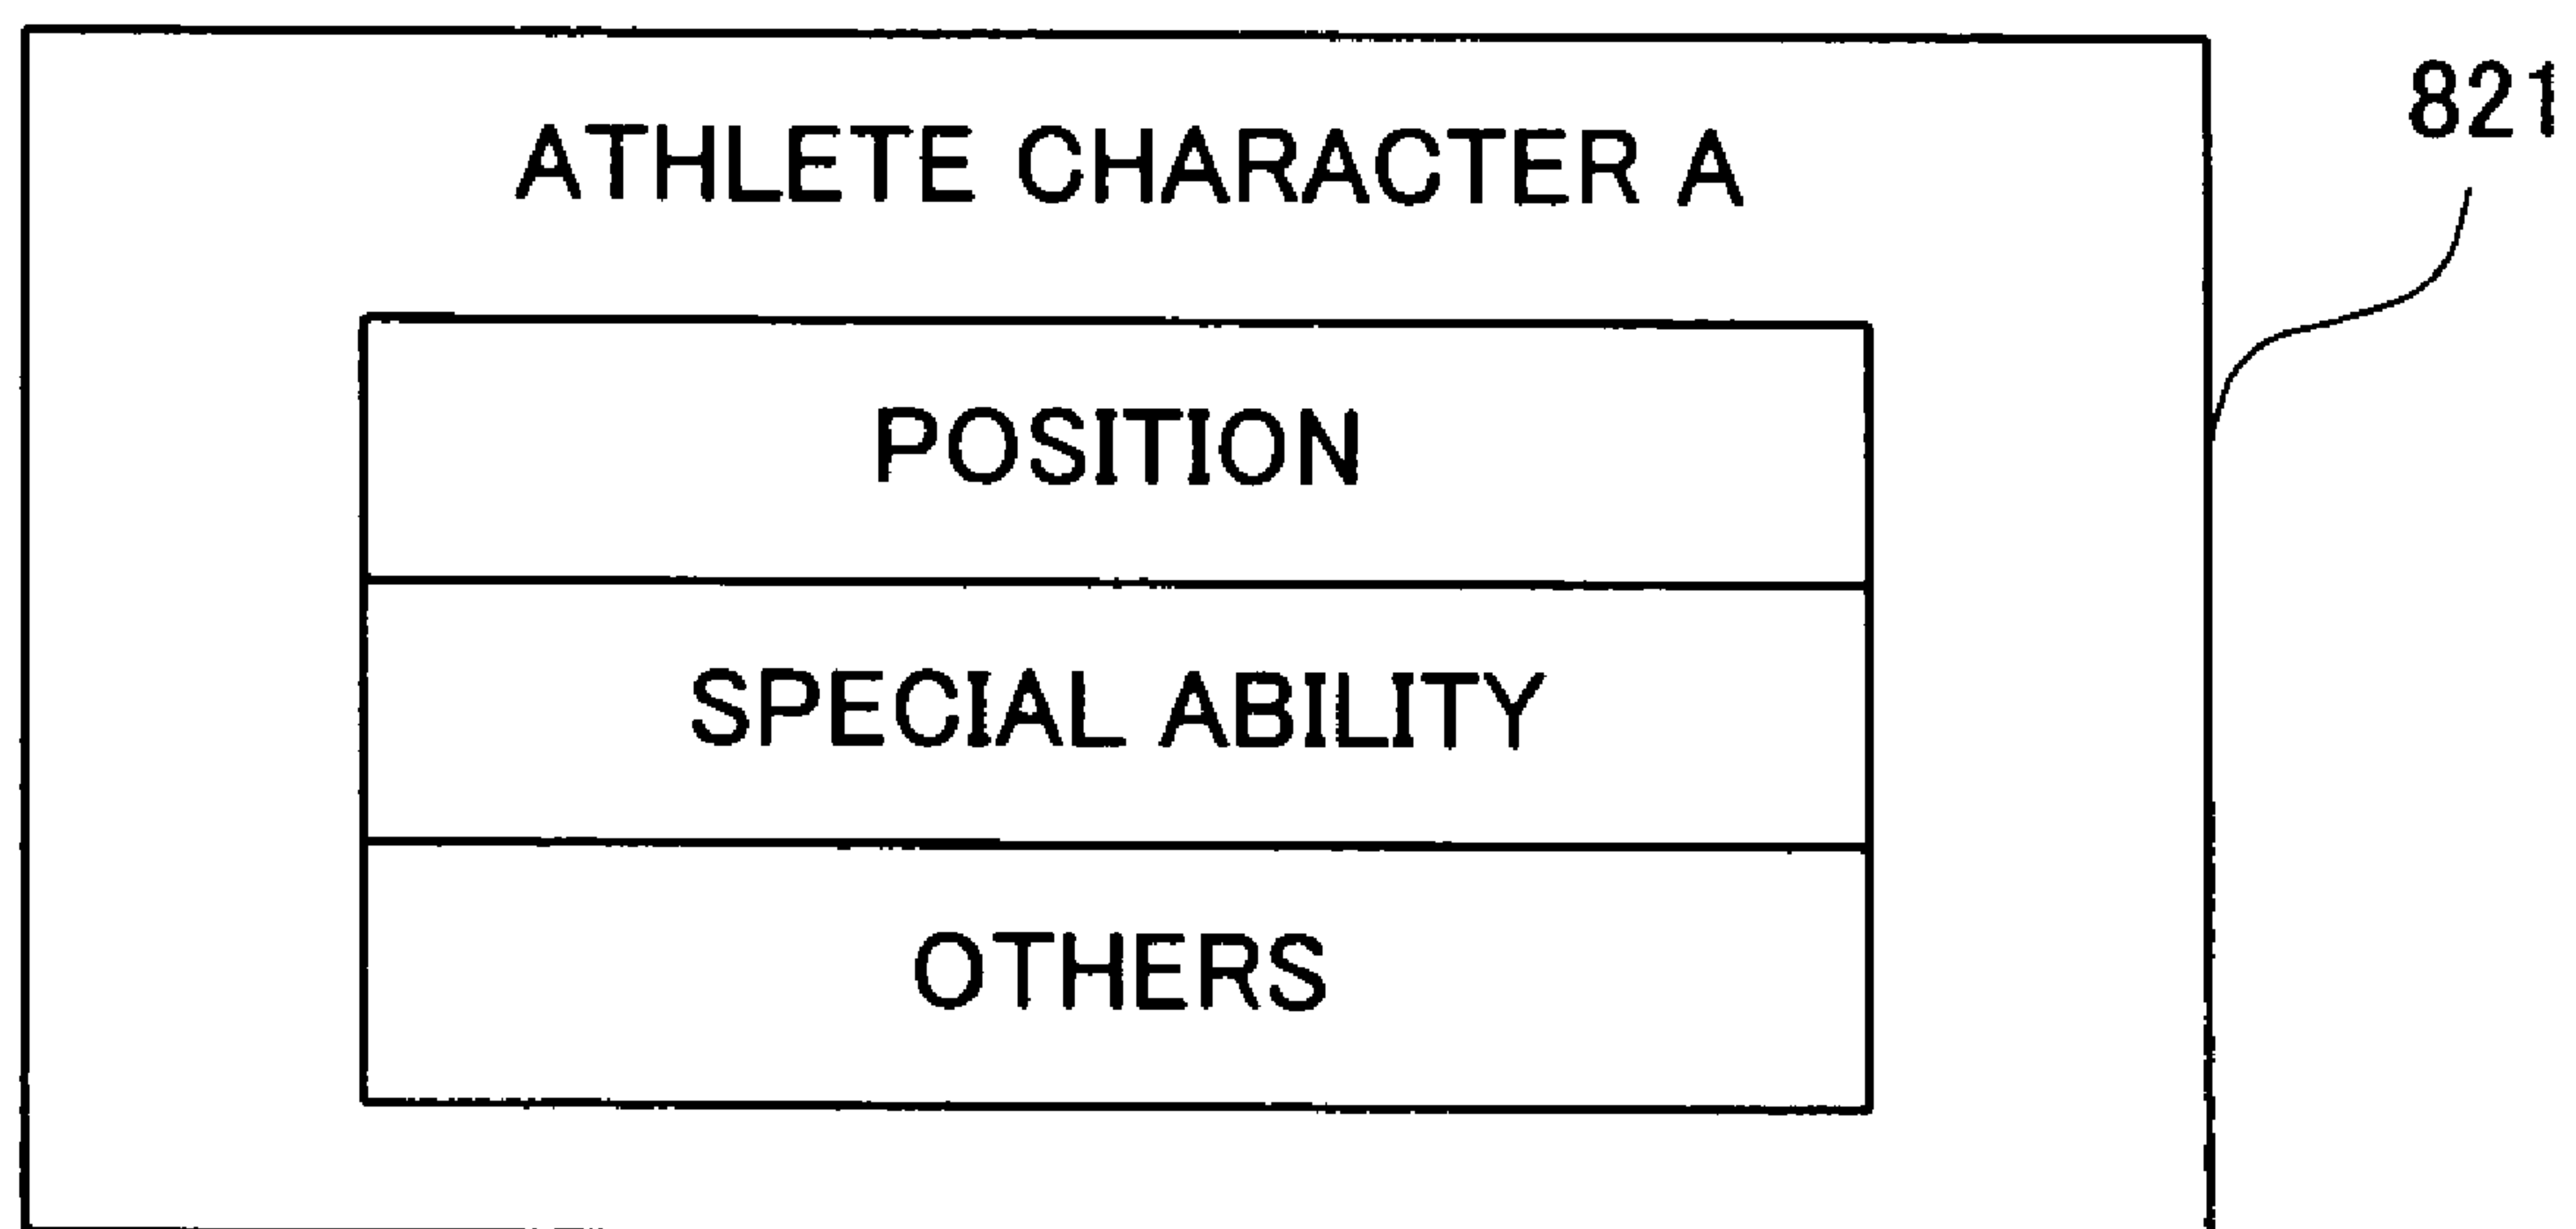 821
ATHLETE CHARACTER A
POSITION
SPECIAL ABILITY
OTHERS